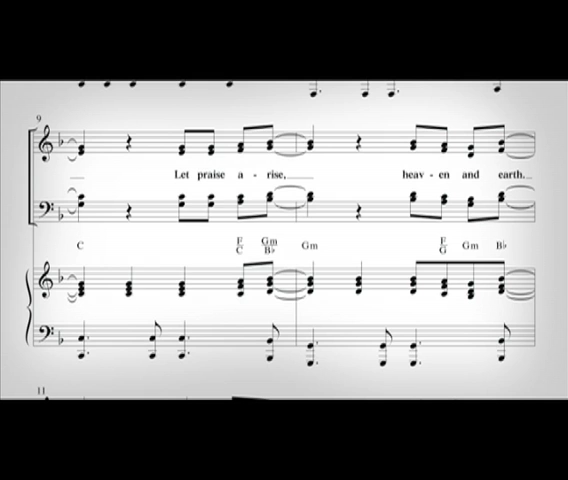 9
Let praise a - rise, heav - en and earth.
C F/C Gm/B♭ Gm F/G Gm B♭
11